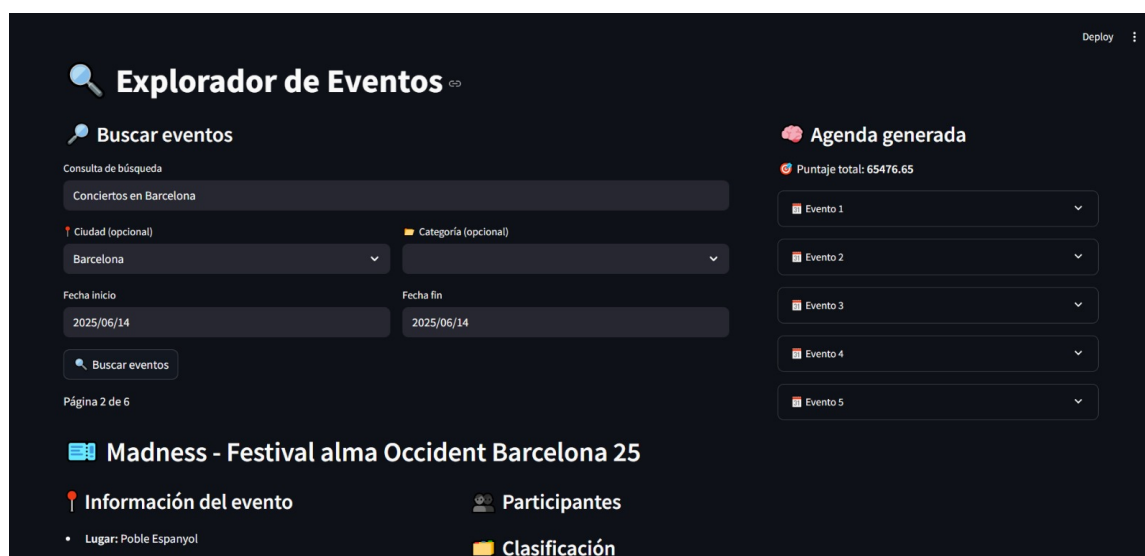 Deploy
Explorador de Eventos
Buscar eventos
Consulta de búsqueda
Conciertos en Barcelona
Ciudad (opcional)
Categoría (opcional)
Barcelona
Fecha inicio
Fecha fin
2025/06/14
2025/06/14
Buscar eventos
Página 2 de 6
Agenda generada
Puntaje total: 65476.65
Evento 1
Evento 2
Evento 3
Evento 4
Evento 5
Madness - Festival alma Occident Barcelona 25
Información del evento
Lugar: Poble Espanyol
Participantes
Clasificación